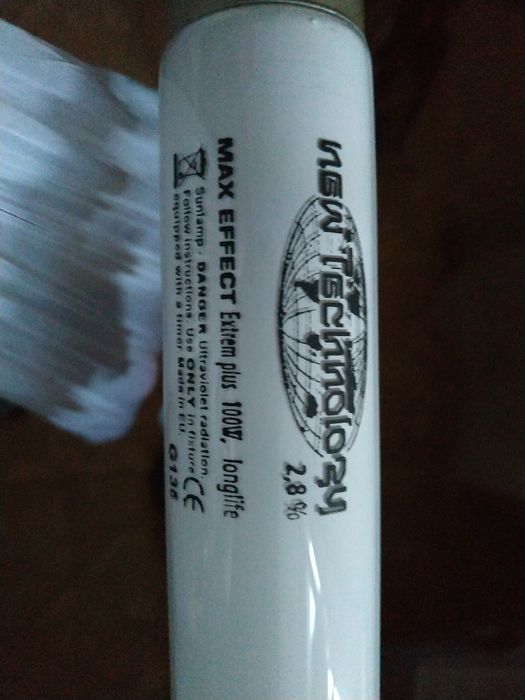 New Technology
2,8 %
MAX EFFECT Extrem plus 100W, longlife
Sunlamp - DANGER Ultraviolet radiation.
Follow instructions. Use ONLY in fixture
equipped with a timer Made in EU.
CE
G135